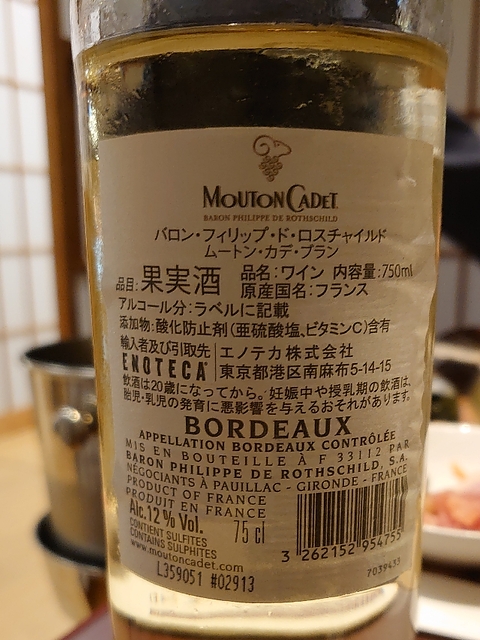 MOUTON CADET
BARON PHILIPPE DE ROTHSCHILD
バロン・フィリップ・ド・ロスチャイルド
ムートン・カデ・ブラン
品目:果実酒 品名:ワイン 内容量:750ml
原産国名:フランス
アルコール分:ラベルに記載
添加物:酸化防止剤(亜硫酸塩、ビタミンC)含有
輸入者及び引取先 エノテカ株式会社
ENOTECA 東京都港区南麻布5-14-15
飲酒は20歳になってから。妊娠中や授乳期の飲酒は、
胎児・乳児の発育に悪影響を与えるおそれがあります。
BORDEAUX
APPELLATION BORDEAUX CONTRÔLÉE
MIS EN BOUTEILLE À F 33112 PAR
BARON PHILIPPE DE ROTHSCHILD, S.A.
NÉGOCIANTS À PAUILLAC - GIRONDE - FRANCE
PRODUCT OF FRANCE
PRODUIT EN FRANCE
Alc.12 % Vol. 75 cl
CONTIENT SULFITES
CONTAINS SULPHITES
www.moutoncadet.com
3 262152 954755
L359051 #02913
7039433